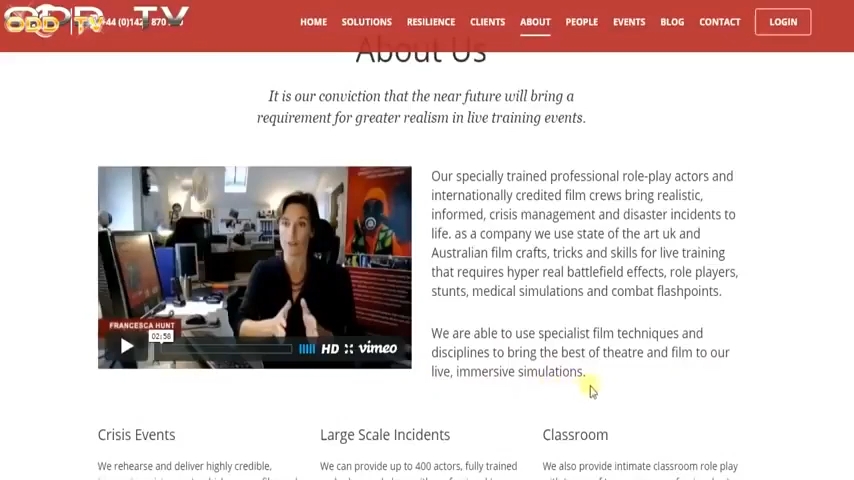 ODD TV
ODD TV
HOME SOLUTIONS RESILIENCE CLIENTS ABOUT PEOPLE EVENTS BLOG CONTACT LOGIN
About Us
It is our conviction that the near future will bring a
requirement for greater realism in live training events.
Our specially trained professional role-play actors and
internationally credited film crews bring realistic,
informed, crisis management and disaster incidents to
life. as a company we use state of the art uk and
Australian film crafts, tricks and skills for live training
that requires hyper real battlefield effects, role players,
stunts, medical simulations and combat flashpoints.
FRANCESCA HUNT
02:58
HD vimeo
We are able to use specialist film techniques and
disciplines to bring the best of theatre and film to our
live, immersive simulations.
Crisis Events
We rehearse and deliver highly credible,
Large Scale Incidents
We can provide up to 400 actors, fully trained
Classroom
We also provide intimate classroom role play